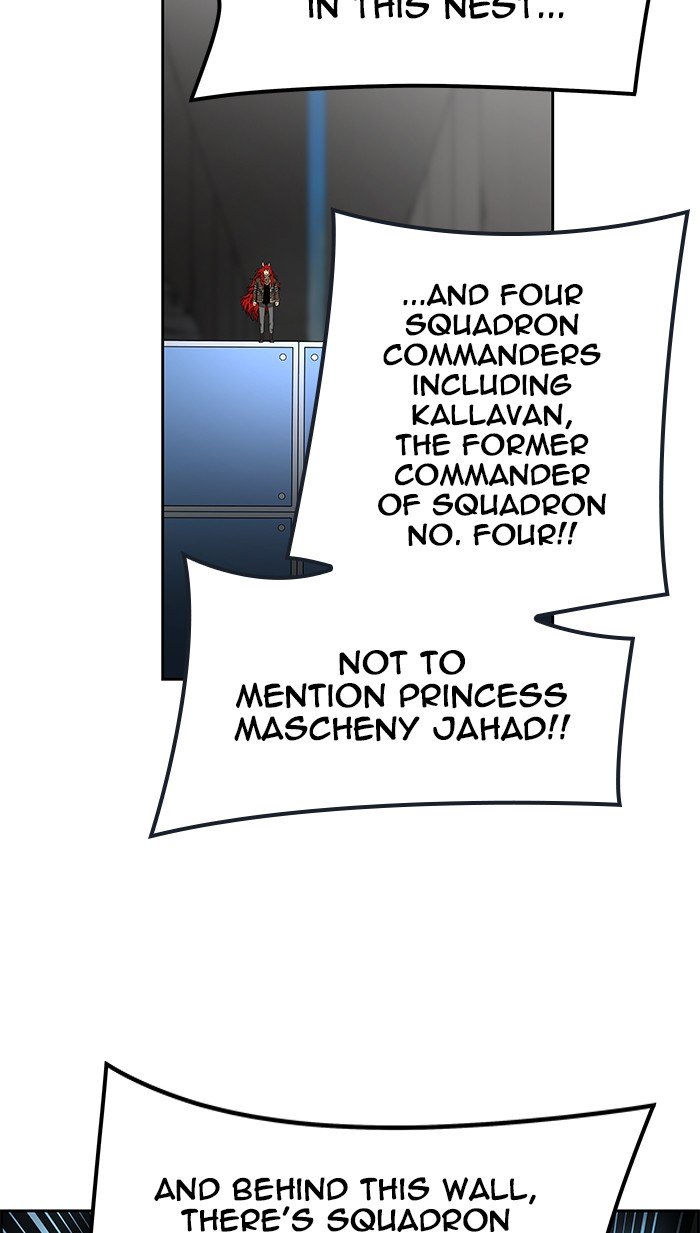 IN THIS NEST...
...AND FOUR
SQUADRON
COMMANDERS
INCLUDING
KALLAVAN,
THE FORMER
COMMANDER
OF SQUADRON
NO. FOUR!!
NOT TO
MENTION PRINCESS
MASCHENY JAHAD!!
AND BEHIND THIS WALL,
THERE'S SQUADRON